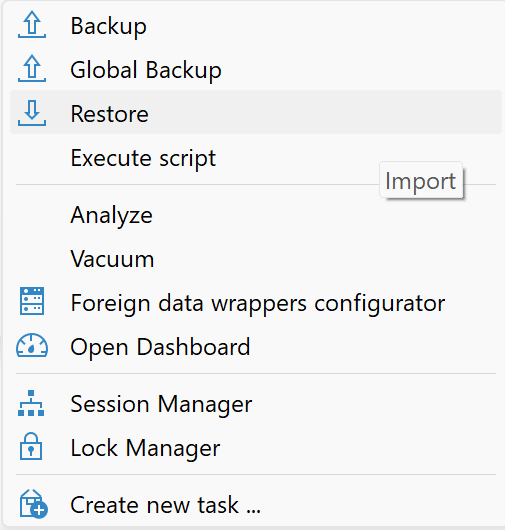 Backup
Global Backup
Restore
Execute script
Import
Analyze
Vacuum
Foreign data wrappers configurator
Open Dashboard
Session Manager
Lock Manager
Create new task ...